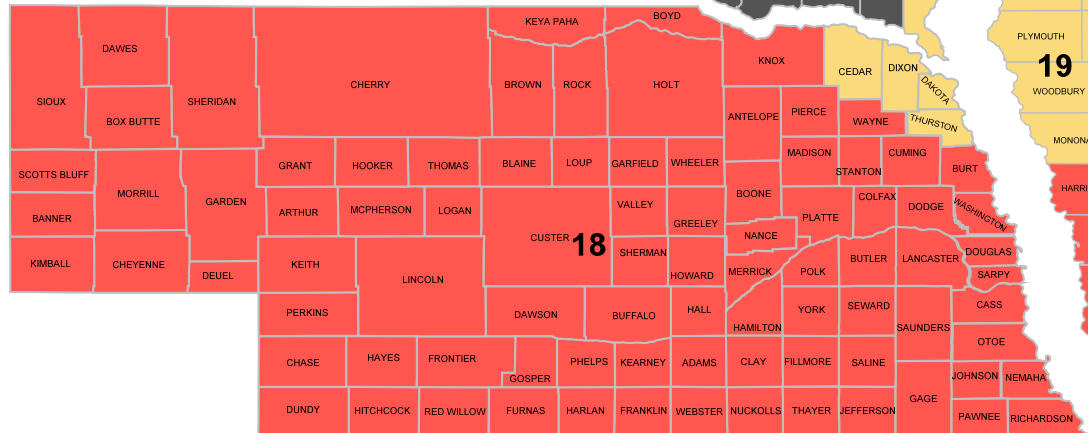 KEYA PAHA
BOYD
DAWES
CHERRY
BROWN
ROCK
HOLT
KNOX
CEDAR
DIXON
DAKOTA
PLYMOUTH
19
WOODBURY
SIOUX
BOX BUTTE
SHERIDAN
ANTELOPE
PIERCE
WAYNE
THURSTON
MONONA
SCOTTS BLUFF
MORRILL
GARDEN
GRANT
HOOKER
THOMAS
BLAINE
LOUP
GARFIELD
WHEELER
MADISON
STANTON
CUMING
BURT
HARRI
BANNER
ARTHUR
MCPHERSON
LOGAN
CUSTER
18
VALLEY
GREELEY
BOONE
PLATTE
COLFAX
DODGE
WASHINGTON
NANCE
KIMBALL
CHEYENNE
DEUEL
KEITH
LINCOLN
SHERMAN
HOWARD
MERRICK
POLK
BUTLER
LANCASTER
DOUGLAS
SARPY
PERKINS
DAWSON
BUFFALO
HALL
HAMILTON
YORK
SEWARD
SAUNDERS
CASS
OTOE
CHASE
HAYES
FRONTIER
GOSPER
PHELPS
KEARNEY
ADAMS
CLAY
FILLMORE
SALINE
GAGE
JOHNSON
NEMAHA
DUNDY
HITCHCOCK
RED WILLOW
FURNAS
HARLAN
FRANKLIN
WEBSTER
NUCKOLLS
THAYER
JEFFERSON
PAWNEE
RICHARDSON